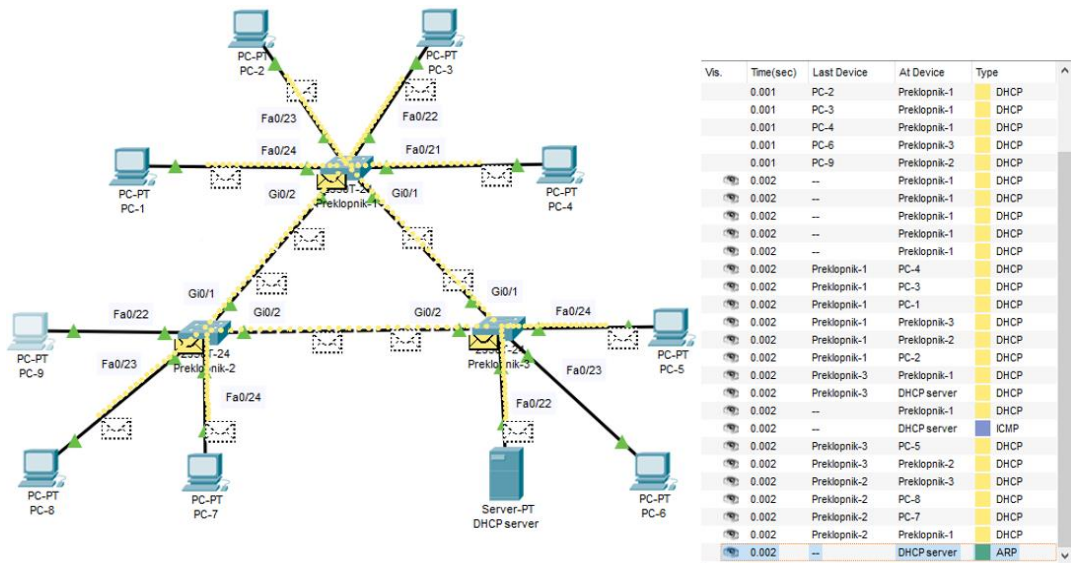 PC-PT
PC-2
PC-PT
PC-3
Fa0/23
Fa0/22
Fa0/24
Fa0/21
PC-PT
PC-1
PC-PT
PC-4
Gi0/2
Gi0/1
Preklopnik-1
Gi0/1
Gi0/1
Fa0/22
Gi0/2
Gi0/2
Fa0/24
PC-PT
PC-9
Preklopnik-2
Preklopnik-3
PC-PT
PC-5
Fa0/23
Fa0/23
Fa0/24
Fa0/22
PC-PT
PC-8
PC-PT
PC-7
Server-PT
DHCP server
PC-PT
PC-6
Vis. Time(sec) Last Device At Device Type
0.001 PC-2 Preklopnik-1 DHCP
0.001 PC-3 Preklopnik-1 DHCP
0.001 PC-4 Preklopnik-1 DHCP
0.001 PC-6 Preklopnik-3 DHCP
0.001 PC-9 Preklopnik-2 DHCP
0.002 -- Preklopnik-1 DHCP
0.002 -- Preklopnik-1 DHCP
0.002 -- Preklopnik-1 DHCP
0.002 -- Preklopnik-1 DHCP
0.002 -- Preklopnik-1 DHCP
0.002 Preklopnik-1 PC-4 DHCP
0.002 Preklopnik-1 PC-3 DHCP
0.002 Preklopnik-1 PC-1 DHCP
0.002 Preklopnik-1 Preklopnik-3 DHCP
0.002 Preklopnik-1 Preklopnik-2 DHCP
0.002 Preklopnik-1 PC-2 DHCP
0.002 Preklopnik-3 Preklopnik-1 DHCP
0.002 Preklopnik-3 DHCP server DHCP
0.002 -- Preklopnik-1 DHCP
0.002 -- DHCP server ICMP
0.002 Preklopnik-3 PC-5 DHCP
0.002 Preklopnik-3 Preklopnik-2 DHCP
0.002 Preklopnik-2 Preklopnik-3 DHCP
0.002 Preklopnik-2 PC-8 DHCP
0.002 Preklopnik-2 PC-7 DHCP
0.002 Preklopnik-2 Preklopnik-1 DHCP
0.002 -- DHCP server ARP